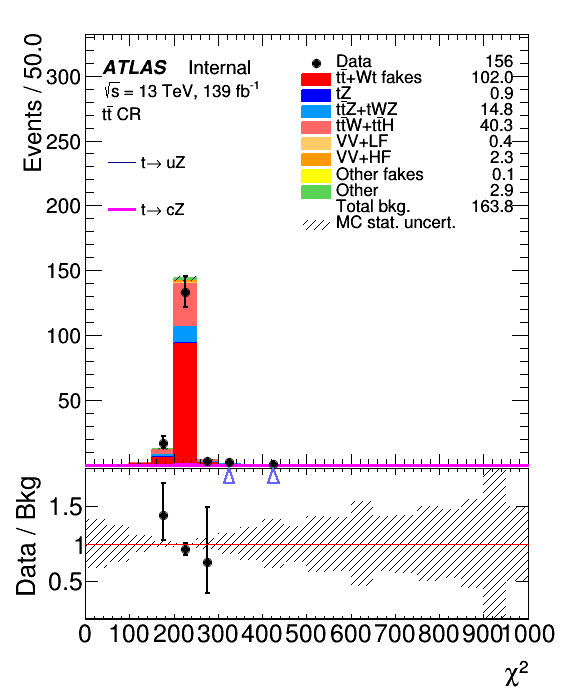 Events / 50.0
300
250
200
150
100
50
ATLAS Internal
√s = 13 TeV, 139 fb⁻¹
tt̄ CR
t→ uZ
t→ cZ
Data 156
tt̄+Wt fakes 102.0
tZ 0.9
tt̄Z+tWZ 14.8
tt̄W+tt̄H 40.3
VV+LF 0.4
VV+HF 2.3
Other fakes 0.1
Other 2.9
Total bkg. 163.8
MC stat. uncert.
Data / Bkg
1.5
1
0.5
0 100 200 300 400 500 600 700 800 900 1000
χ²